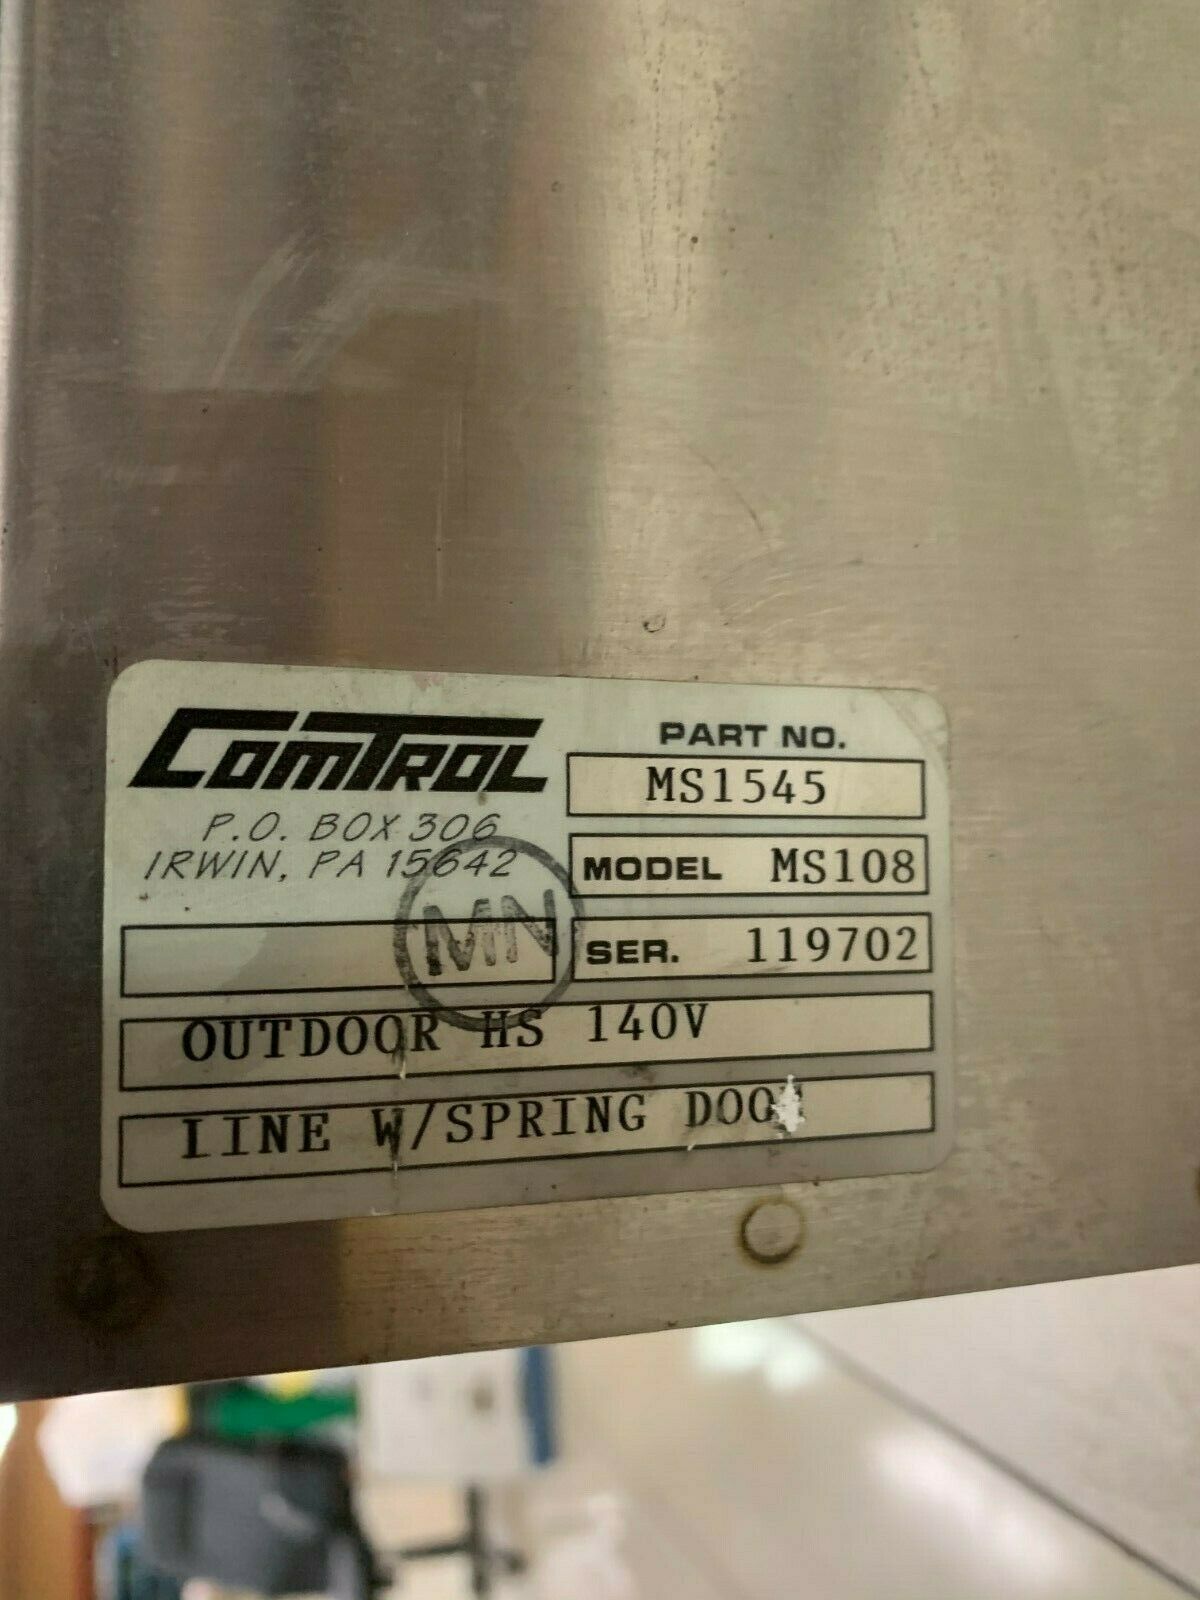 COMTROL
P.O. BOX 306
IRWIN, PA 15642
PART NO.
MS1545
MODEL MS108
MN
SER. 119702
OUTDOOR HS 140V
LINE W/SPRING